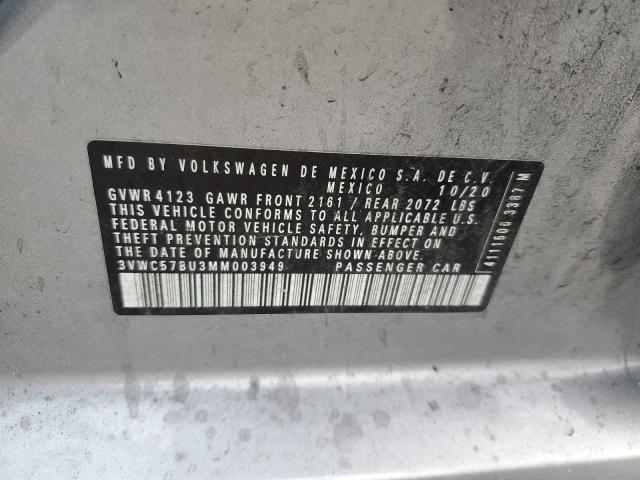 MFD BY VOLKSWAGEN DE MEXICO S.A. DE C.V.
MEXICO 10/20
GVWR 4123 GAWR FRONT 2161 / REAR 2072 LBS
THIS VEHICLE CONFORMS TO ALL APPLICABLE U.S.
FEDERAL MOTOR VEHICLE SAFETY, BUMPER AND
THEFT PREVENTION STANDARDS IN EFFECT ON
THE DATE OF MANUFACTURE SHOWN ABOVE.
3VWC57BU3MM003949 PASSENGER CAR
4111600 3387 M